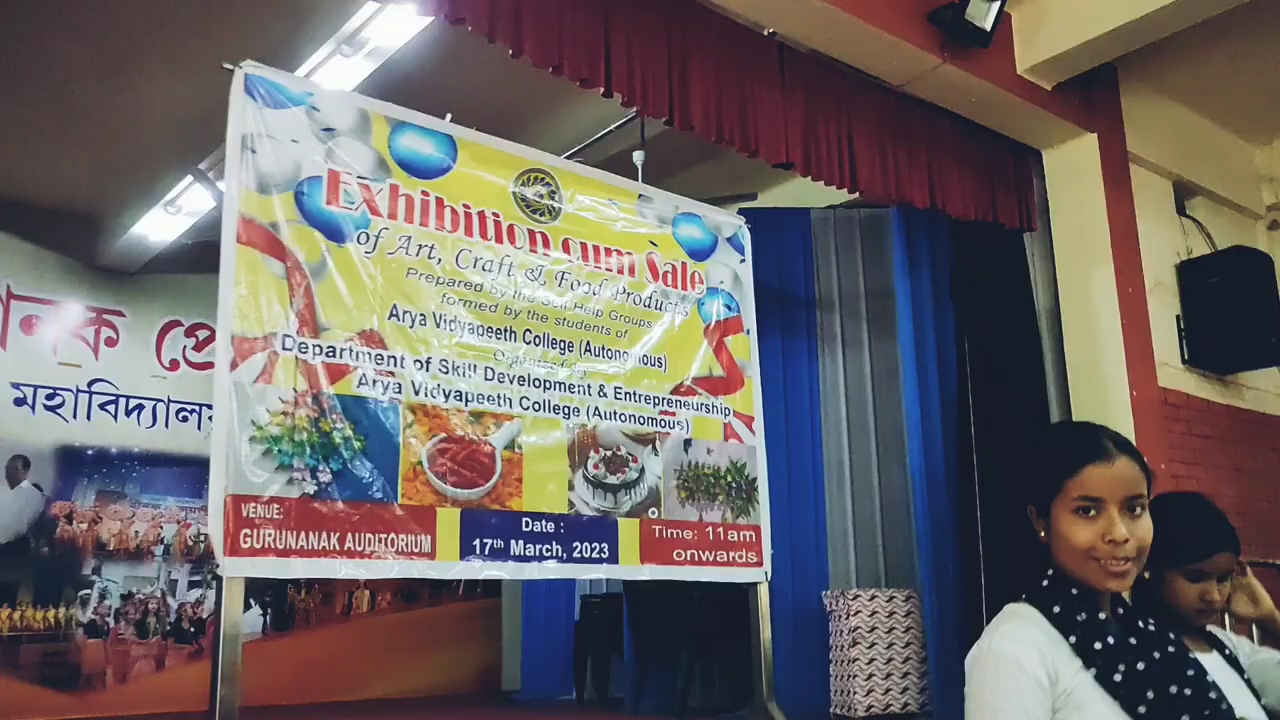 Exhibition cum Sale
of Art, Craft & Food Products
Prepared by the Self Help Groups
formed by the students of
Arya Vidyapeeth College (Autonomous)
Organised by
Department of Skill Development & Entrepreneurship
Arya Vidyapeeth College (Autonomous)
VENUE:
GURUNANAK AUDITORIUM
Date :
17th March, 2023
Time: 11am
onwards
নানক প্ৰে
মহাবিদ্যালয়